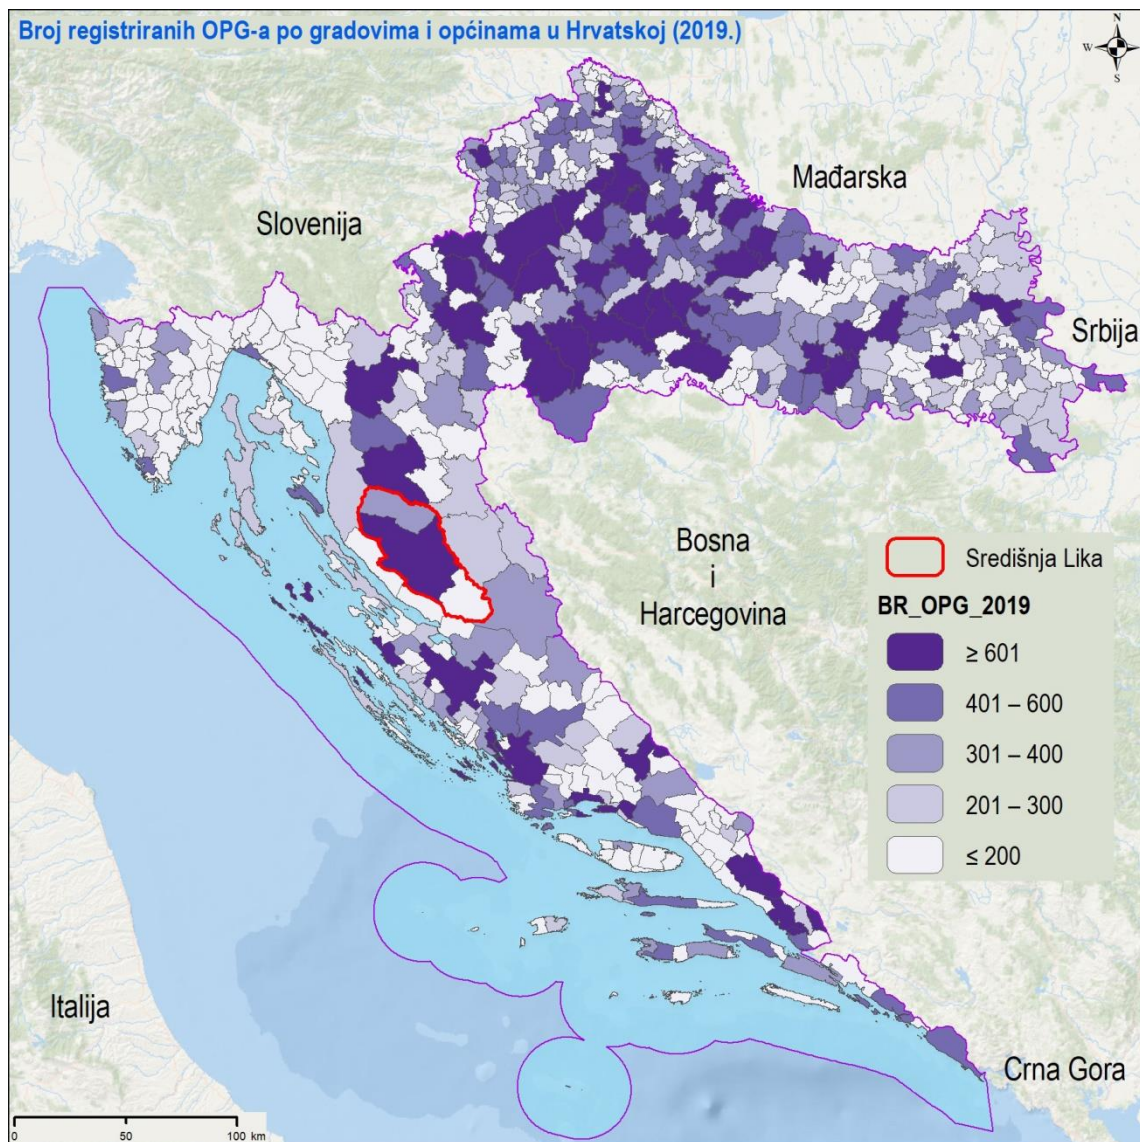 Broj registriranih OPG-a po gradovima i općinama u Hrvatskoj (2019.)
N
W
E
S
Mađarska
Slovenija
Srbija
Bosna
i
Harcegovina
Središnja Lika
BR_OPG_2019
≥ 601
401 – 600
301 – 400
201 – 300
≤ 200
Italija
Crna Gora
0 50 100 km